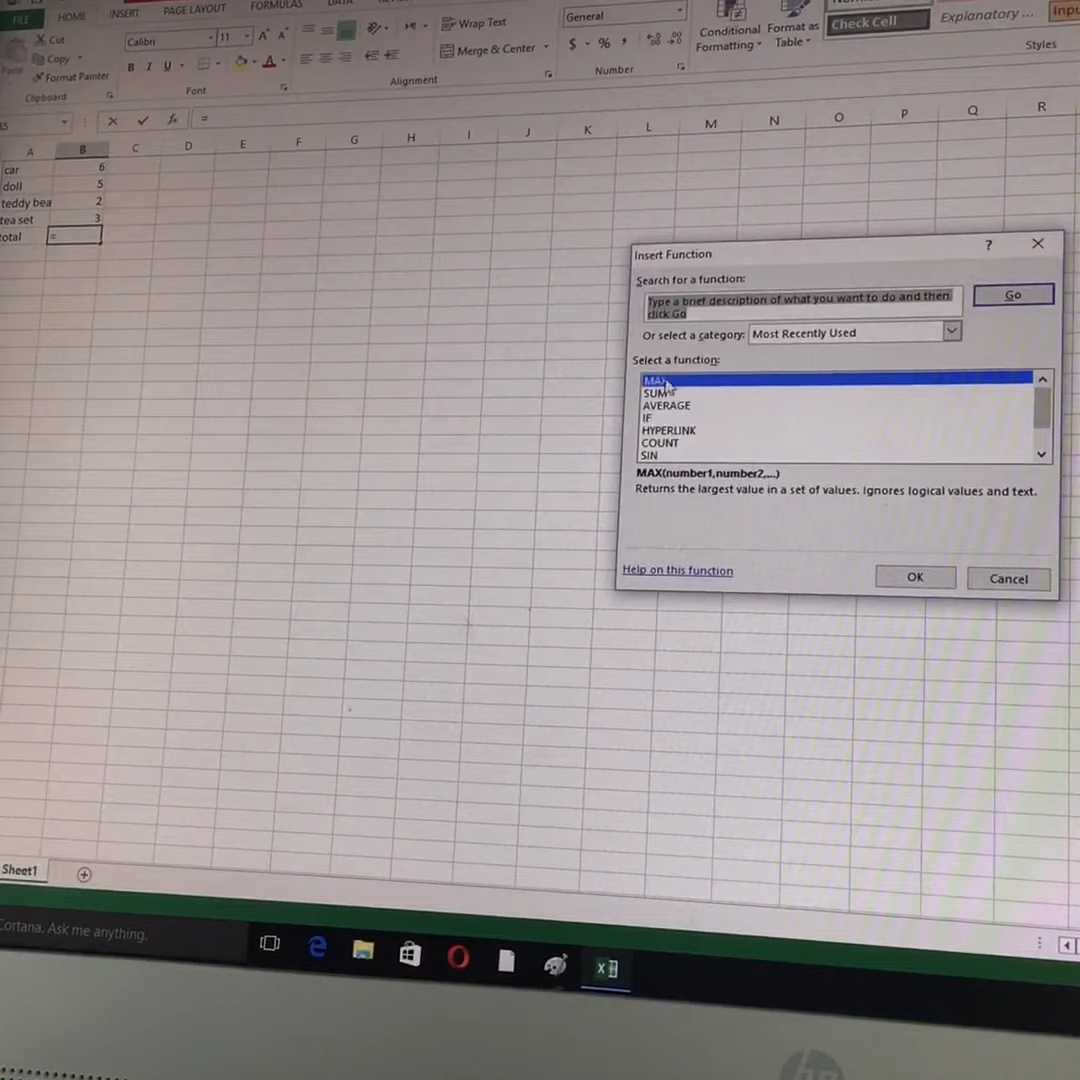 FILE HOME INSERT PAGE LAYOUT FORMULAS
Cut
Copy
Format Painter
Clipboard
Calibri 11
B I U
Font
Wrap Text
Merge & Center
Alignment
General
$ % ,
Number
Conditional
Formatting
Format as
Table
Check Cell
Explanatory ...
Styles
fx =
A B C D E F G H I J K L M N O P Q R
car 6
doll 5
teddy bea 2
tea set 3
total =
Insert Function ?
Search for a function:
Type a brief description of what you want to do and then
click Go
Go
Or select a category: Most Recently Used
Select a function:
MAX
SUM
AVERAGE
IF
HYPERLINK
COUNT
SIN
MAX(number1,number2,...)
Returns the largest value in a set of values. Ignores logical values and text.
Help on this function
OK Cancel
Sheet1
Cortana. Ask me anything.
hp